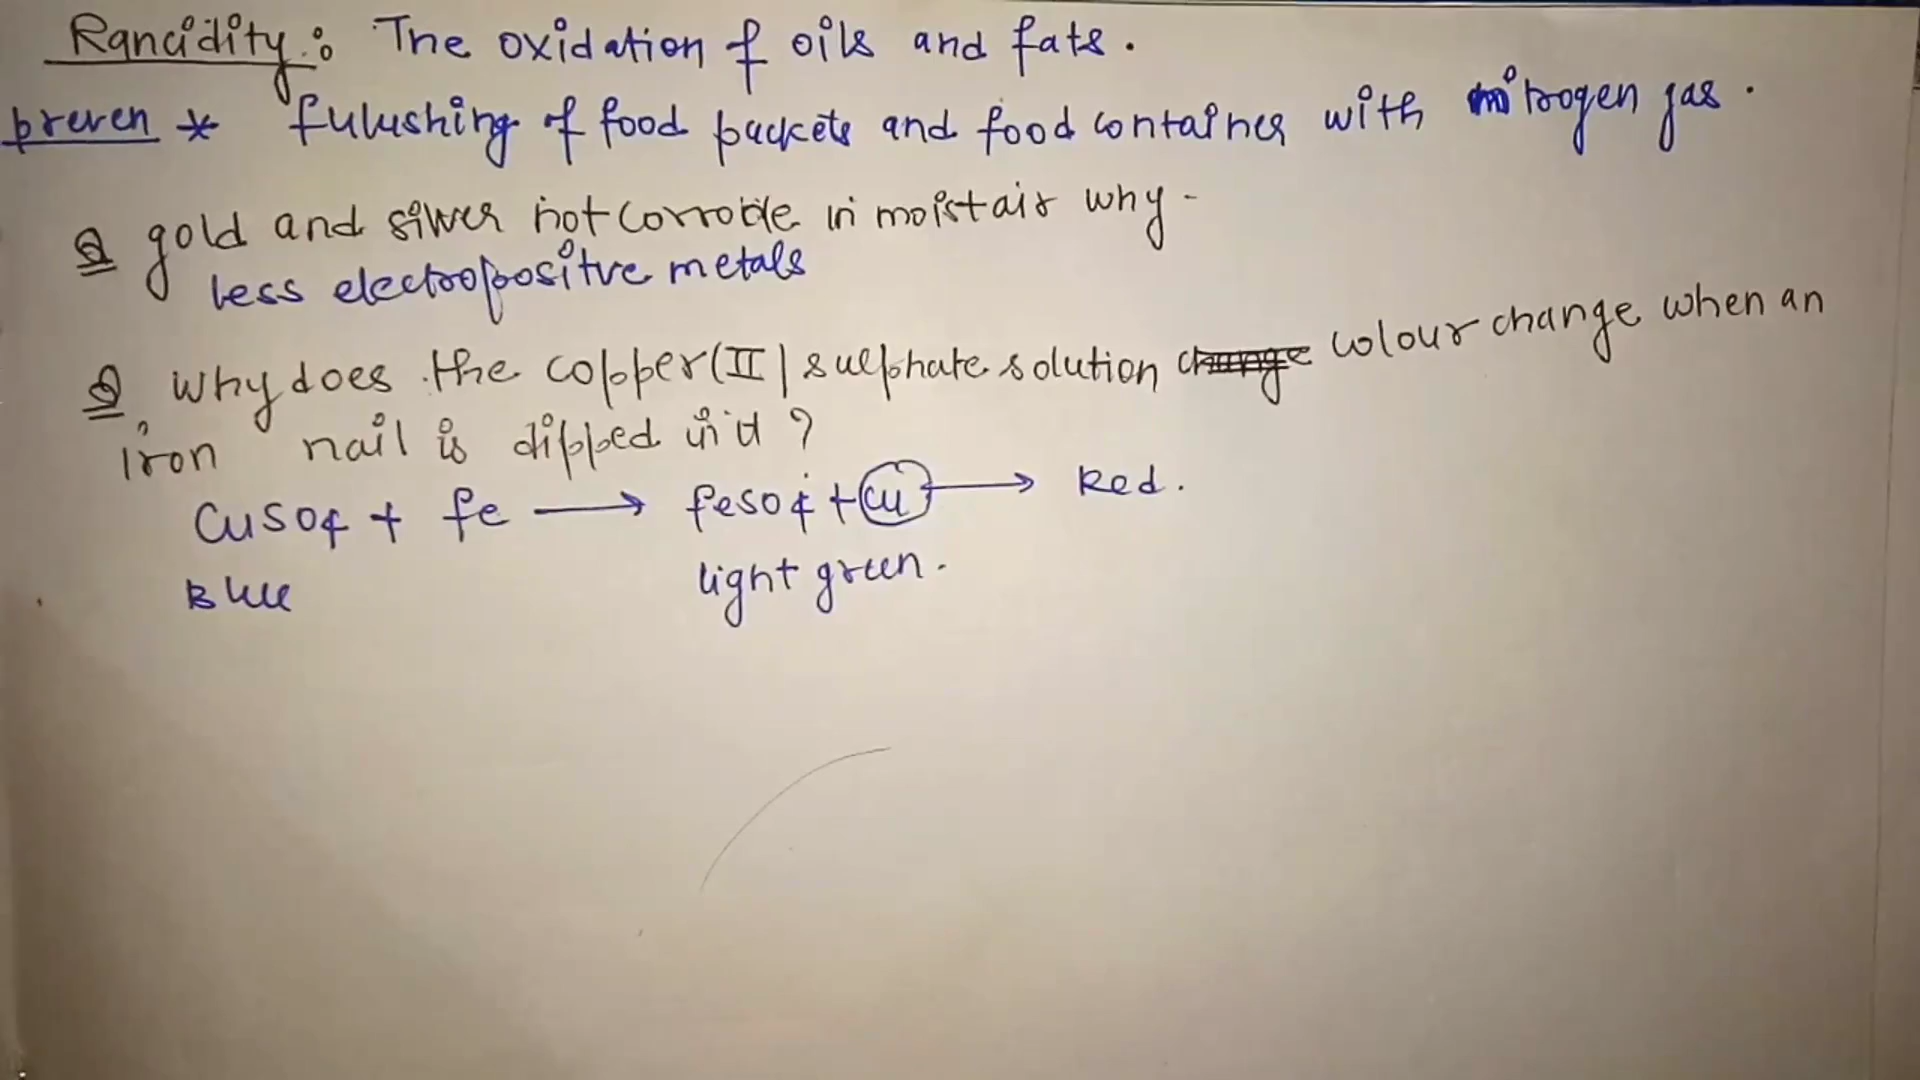 Rancidity : The oxidation of oils and fats.
preven * fulushing of food packets and food container with nitrogen gas.
Q gold and silver not corrode in moist air why -
less electropositve metals
Q, Why does the copper(II) sulphate solution change colour change when an
iron nail is dipped in it ?
CuSO4 + fe → feSO4 + Cu → Red.
Blue light green.